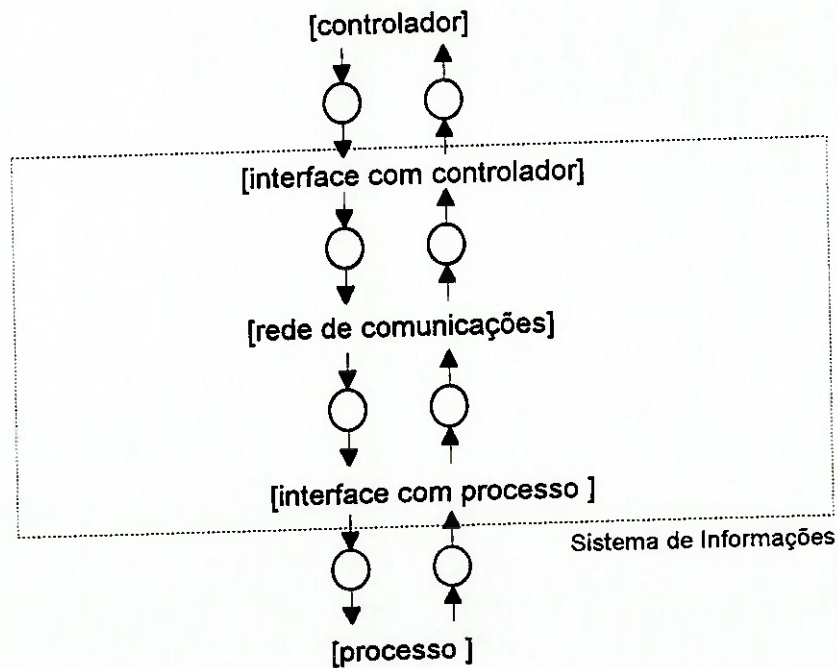 [controlador]
[interface com controlador]
[rede de comunicações]
[interface com processo ]
Sistema de Informações
[processo ]